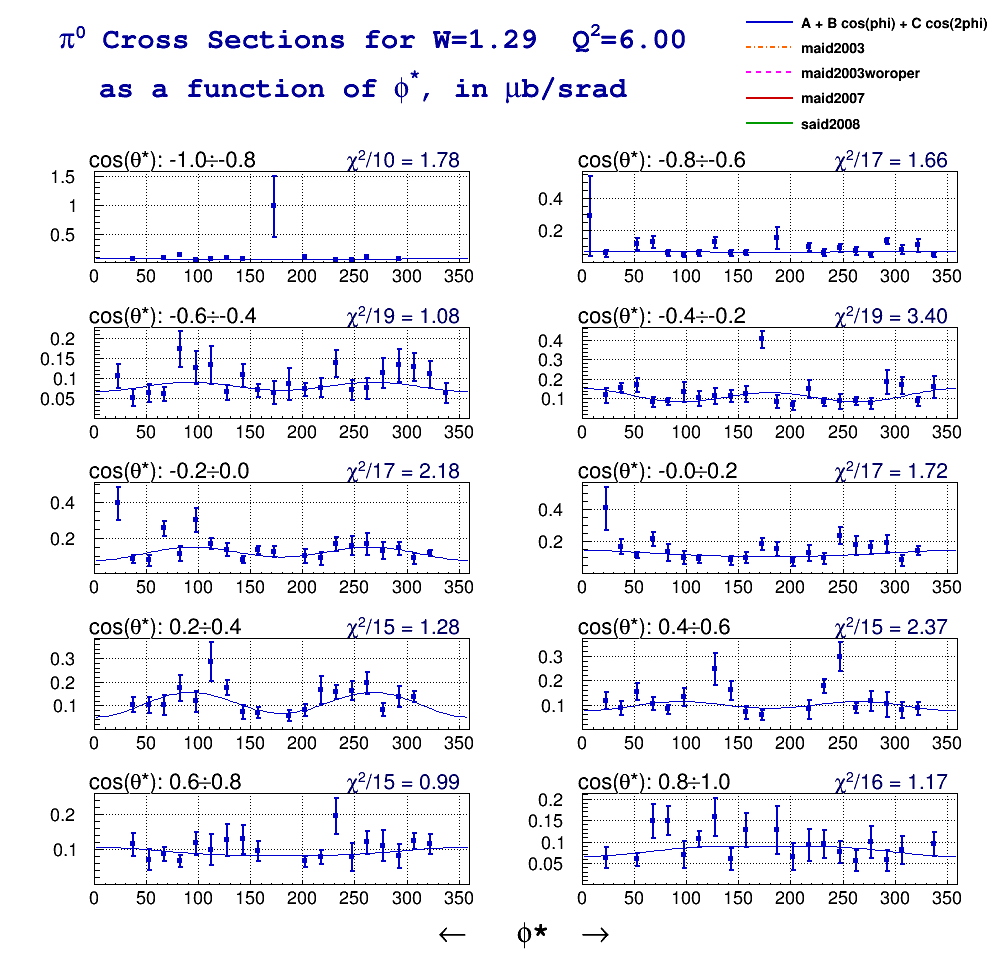 π⁰ Cross Sections for W=1.29 Q²=6.00
as a function of ϕ*, in μb/srad
A + B cos(phi) + C cos(2phi)
maid2003
maid2003woroper
maid2007
said2008
cos(θ*): -1.0÷-0.8 χ²/10 = 1.78
1.5
1
0.5
0 50 100 150 200 250 300 350
cos(θ*): -0.8÷-0.6 χ²/17 = 1.66
0.4
0.2
0 50 100 150 200 250 300 350
cos(θ*): -0.6÷-0.4 χ²/19 = 1.08
0.2
0.15
0.1
0.05
0 50 100 150 200 250 300 350
cos(θ*): -0.4÷-0.2 χ²/19 = 3.40
0.4
0.3
0.2
0.1
0 50 100 150 200 250 300 350
cos(θ*): -0.2÷0.0 χ²/17 = 2.18
0.4
0.2
0 50 100 150 200 250 300 350
cos(θ*): -0.0÷0.2 χ²/17 = 1.72
0.4
0.2
0 50 100 150 200 250 300 350
cos(θ*): 0.2÷0.4 χ²/15 = 1.28
0.3
0.2
0.1
0 50 100 150 200 250 300 350
cos(θ*): 0.4÷0.6 χ²/15 = 2.37
0.3
0.2
0.1
0 50 100 150 200 250 300 350
cos(θ*): 0.6÷0.8 χ²/15 = 0.99
0.2
0.1
0 50 100 150 200 250 300 350
cos(θ*): 0.8÷1.0 χ²/16 = 1.17
0.2
0.15
0.1
0.05
0 50 100 150 200 250 300 350
← ϕ* →